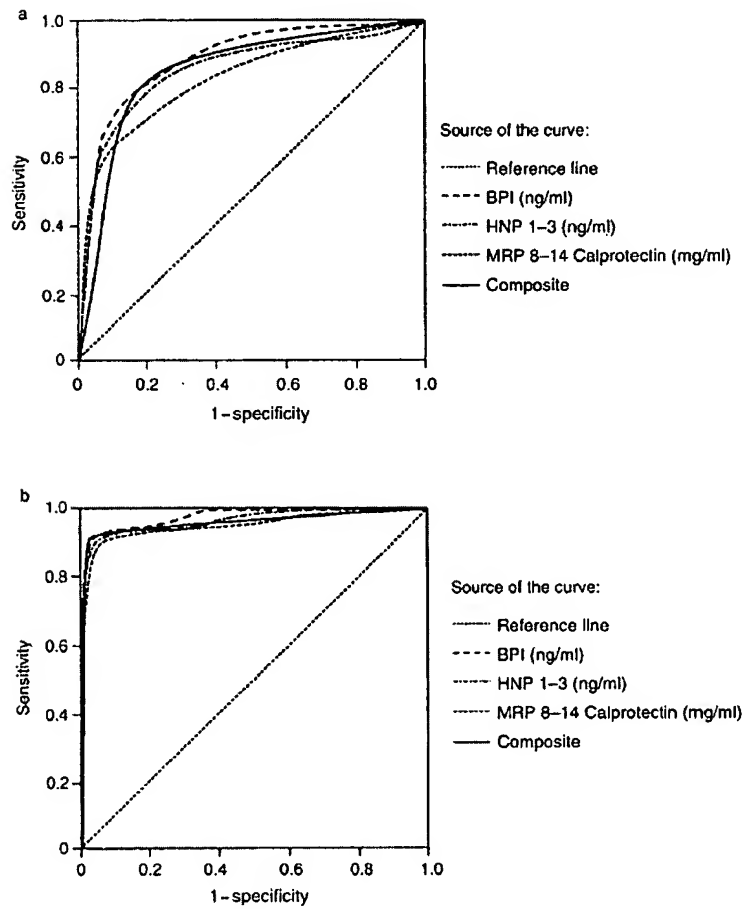 a
1.0
0.8
0.6
0.4
0.2
0
Sensitivity
0 0.2 0.4 0.6 0.8 1.0
1–specificity
Source of the curve:
Reference line
BPI (ng/ml)
HNP 1–3 (ng/ml)
MRP 8–14 Calprotectin (mg/ml)
Composite
b
1.0
0.8
0.6
0.4
0.2
0
Sensitivity
0 0.2 0.4 0.6 0.8 1.0
1–specificity
Source of the curve:
Reference line
BPI (ng/ml)
HNP 1–3 (ng/ml)
MRP 8–14 Calprotectin (mg/ml)
Composite